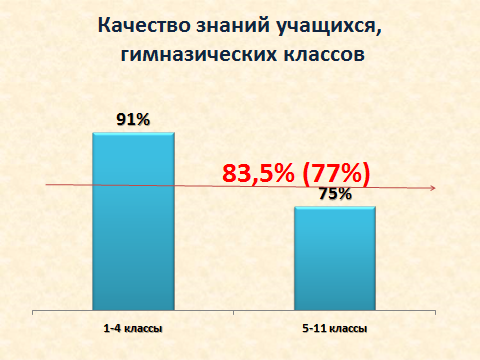 Качество знаний учащихся,
гимназических классов
91%
83,5% (77%)
75%
1-4 классы
5-11 классы